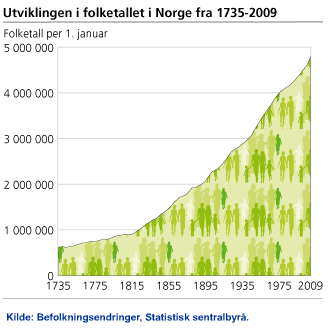 Utviklingen i folketallet i Norge fra 1735-2009
Folketall per 1. januar
5 000 000
4 000 000
3 000 000
2 000 000
1 000 000
0
1735 1775 1815 1855 1895 1935 1975 2009
Kilde: Befolkningsendringer, Statistisk sentralbyrå.